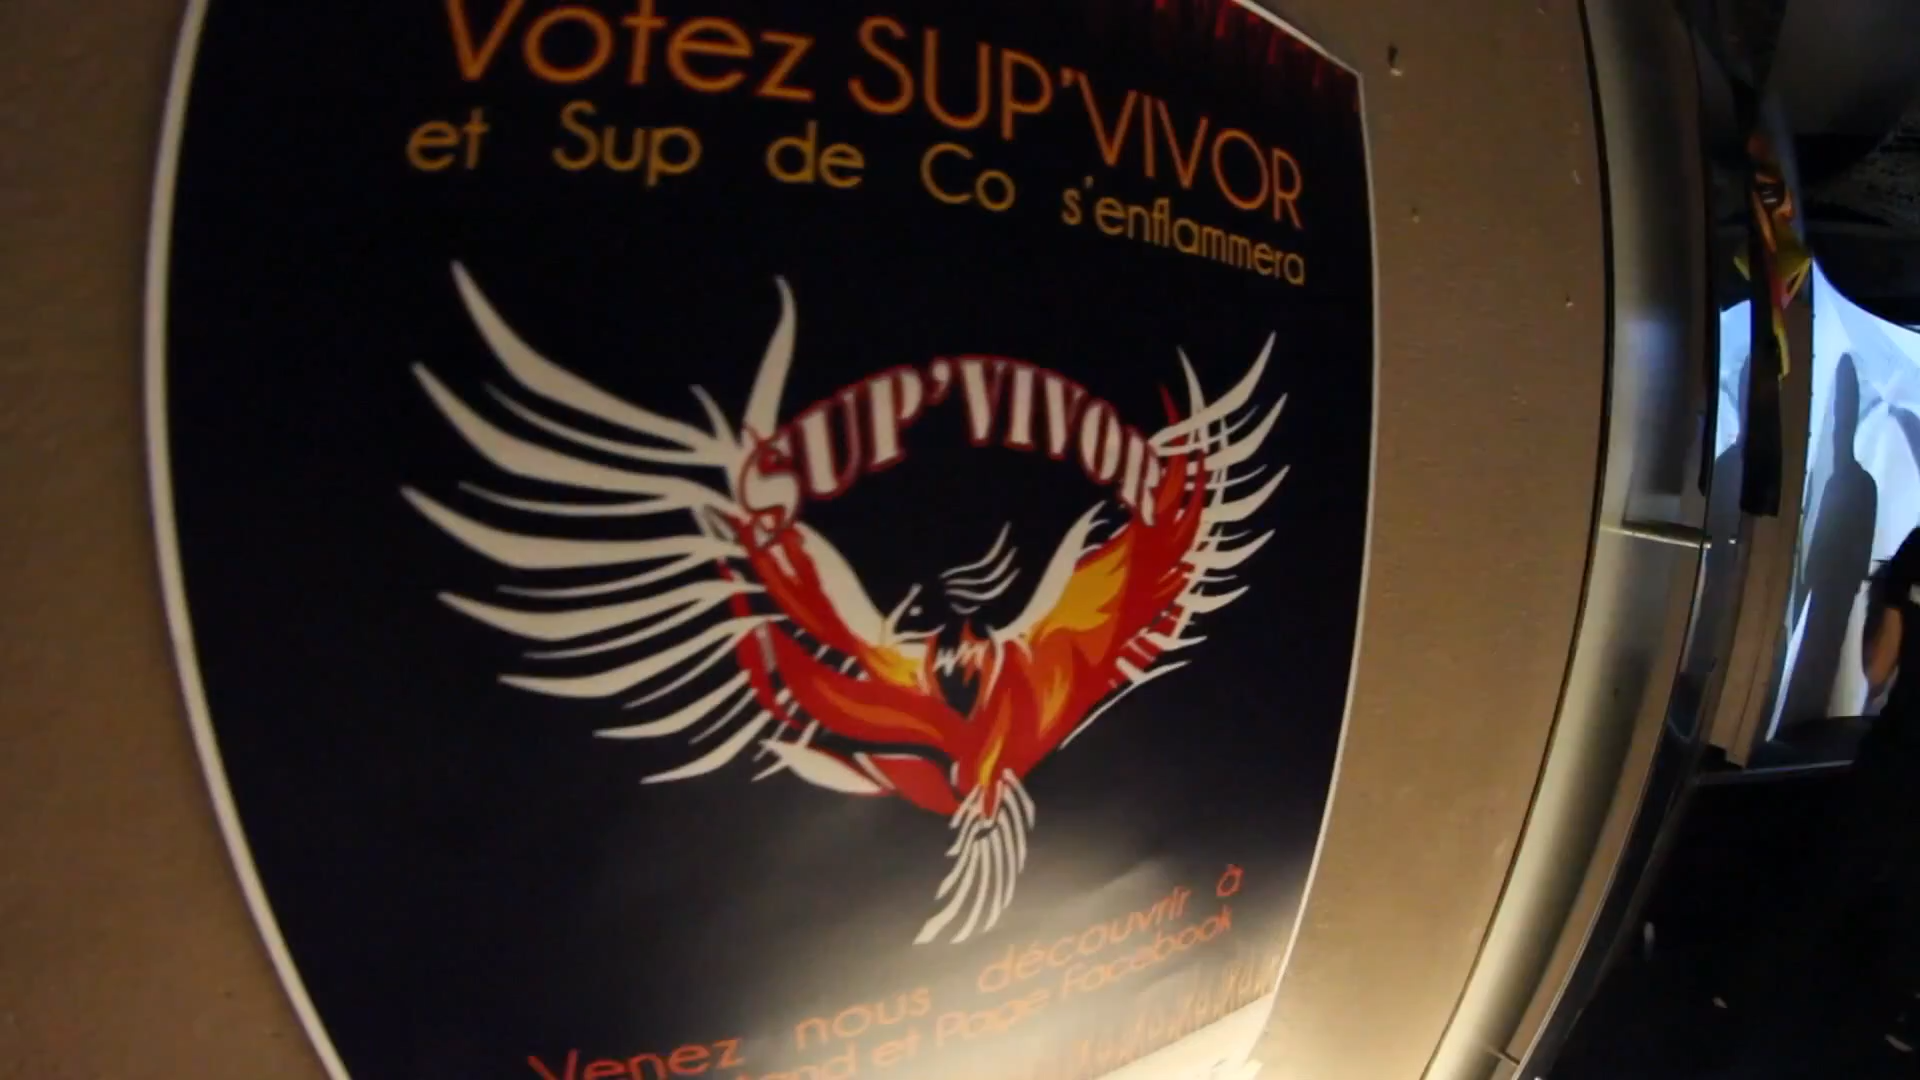 Votez SUP'VIVOR
et Sup de Co s'enflammera
SUP'VIVOR
Venez nous découvrir à
et Page Facebook